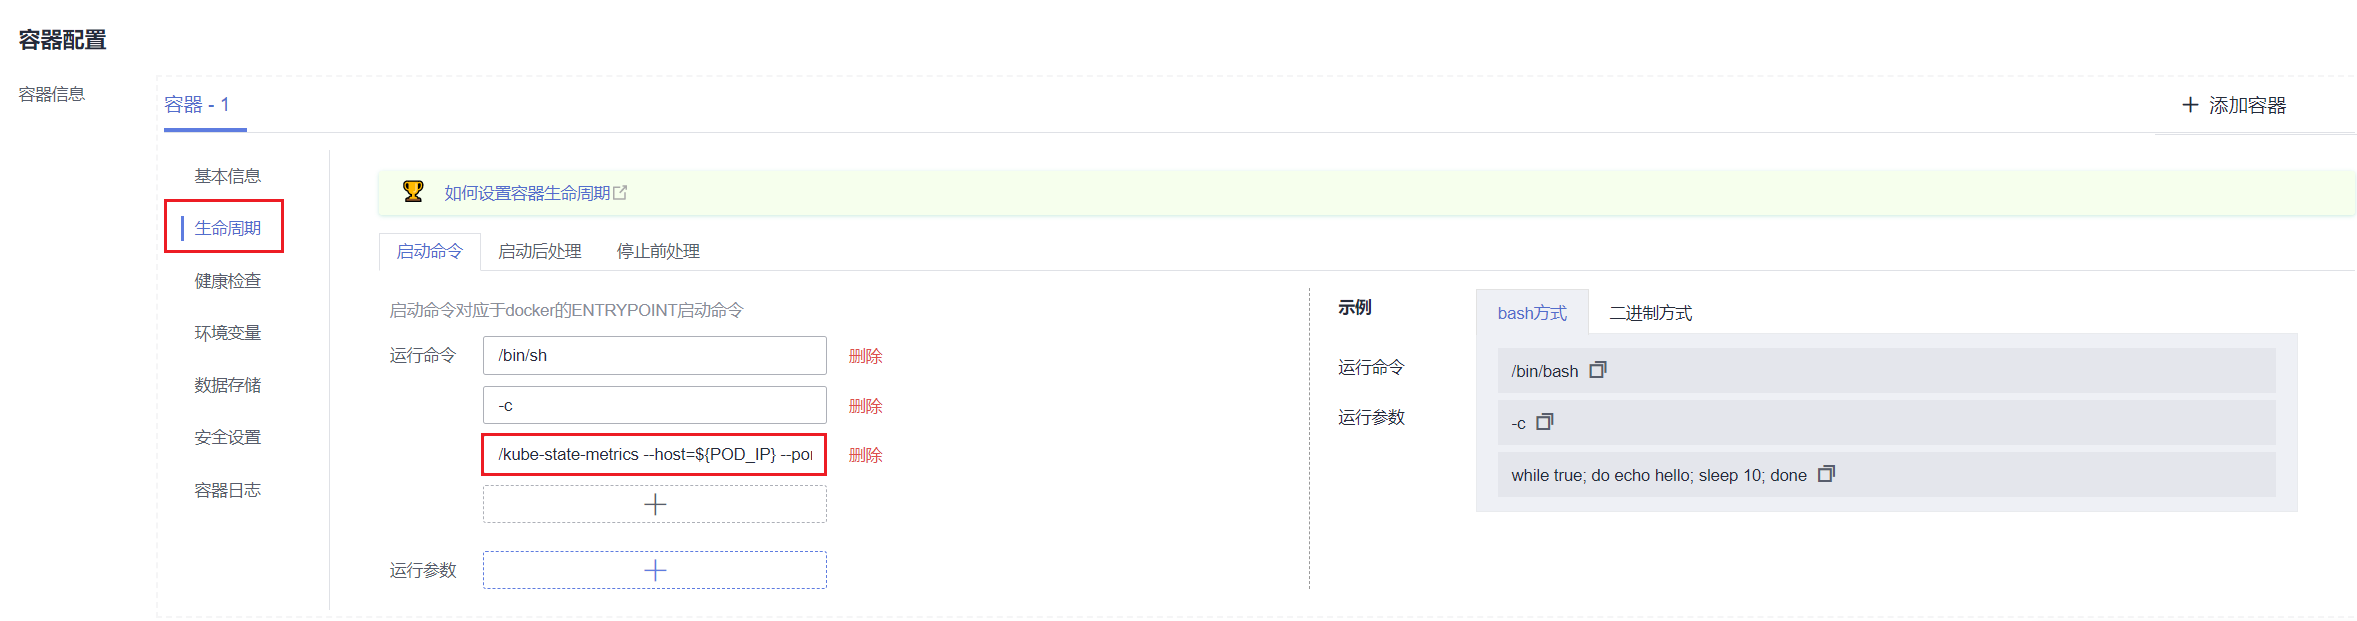 容器配置
容器信息
容器 - 1
添加容器
基本信息
生命周期
健康检查
环境变量
数据存储
安全设置
容器日志
如何设置容器生命周期
启动命令 启动后处理 停止前处理
启动命令对应于docker的ENTRYPOINT启动命令
运行命令 /bin/sh 删除
-c 删除
/kube-state-metrics --host=${POD_IP} --por 删除
运行参数
示例 bash方式 二进制方式
运行命令 /bin/bash
运行参数 -c
while true; do echo hello; sleep 10; done